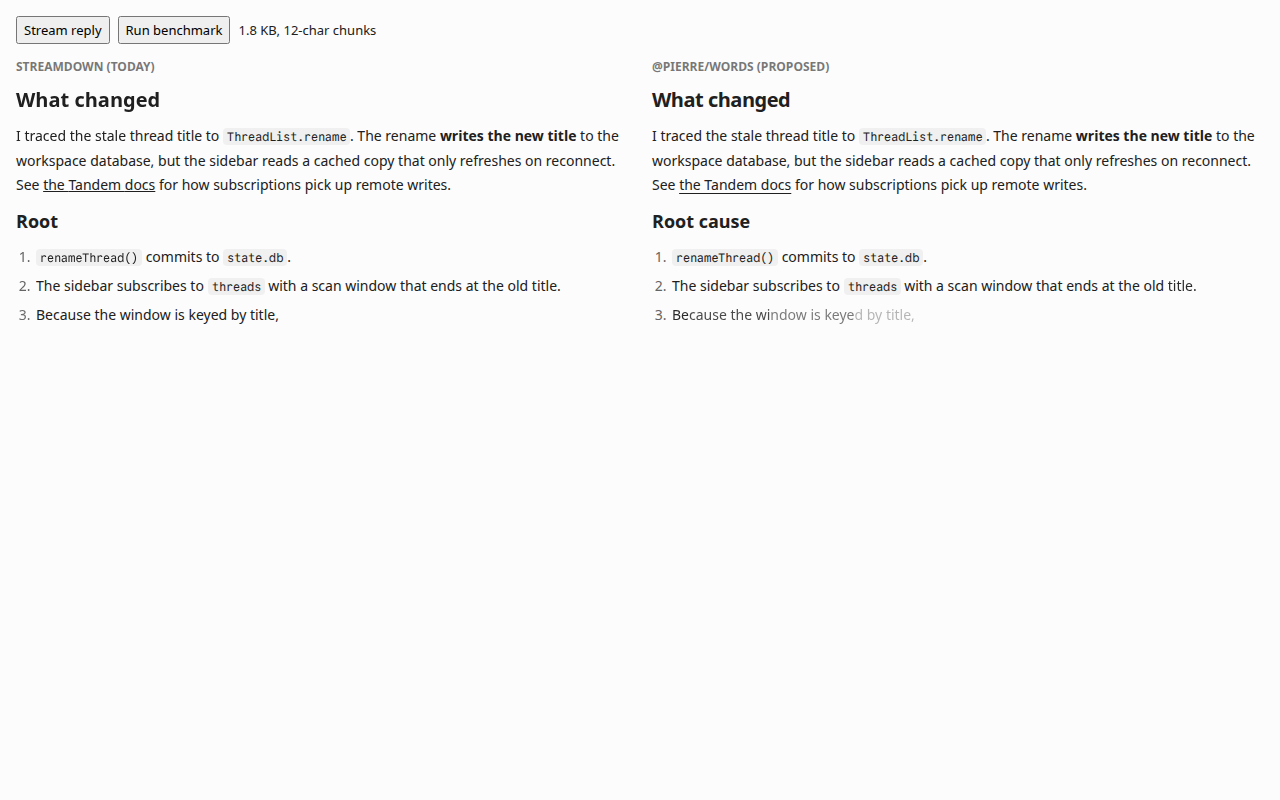 Stream reply Run benchmark 1.8 KB, 12-char chunks
STREAMDOWN (TODAY)
What changed
I traced the stale thread title to ThreadList.rename. The rename writes the new title to the
workspace database, but the sidebar reads a cached copy that only refreshes on reconnect.
See the Tandem docs for how subscriptions pick up remote writes.
Root
1. renameThread() commits to state.db.
2. The sidebar subscribes to threads with a scan window that ends at the old title.
3. Because the window is keyed by title,
@PIERRE/WORDS (PROPOSED)
What changed
I traced the stale thread title to ThreadList.rename. The rename writes the new title to the
workspace database, but the sidebar reads a cached copy that only refreshes on reconnect.
See the Tandem docs for how subscriptions pick up remote writes.
Root cause
1. renameThread() commits to state.db.
2. The sidebar subscribes to threads with a scan window that ends at the old title.
3. Because the window is keyed by title,